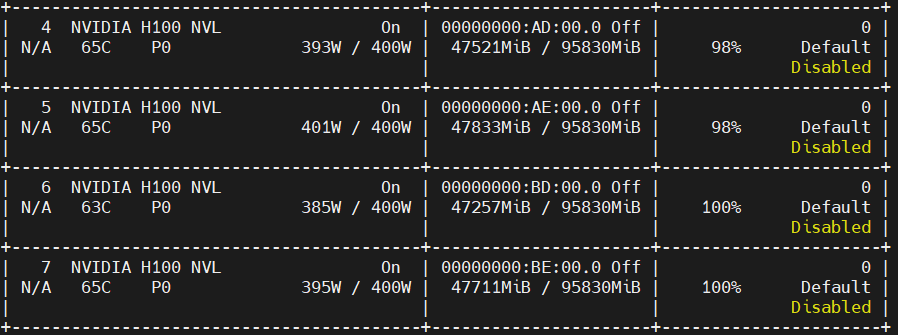 +-----------------------------------------+------------------------+----------------------+
|   4  NVIDIA H100 NVL                On  | 00000000:AD:00.0 Off |                    0 |
| N/A   65C    P0              393W / 400W |  47521MiB / 95830MiB |     98%      Default |
|                                         |                        |             Disabled |
+-----------------------------------------+------------------------+----------------------+
|   5  NVIDIA H100 NVL                On  | 00000000:AE:00.0 Off |                    0 |
| N/A   65C    P0              401W / 400W |  47833MiB / 95830MiB |     98%      Default |
|                                         |                        |             Disabled |
+-----------------------------------------+------------------------+----------------------+
|   6  NVIDIA H100 NVL                On  | 00000000:BD:00.0 Off |                    0 |
| N/A   63C    P0              385W / 400W |  47257MiB / 95830MiB |    100%      Default |
|                                         |                        |             Disabled |
+-----------------------------------------+------------------------+----------------------+
|   7  NVIDIA H100 NVL                On  | 00000000:BE:00.0 Off |                    0 |
| N/A   65C    P0              395W / 400W |  47711MiB / 95830MiB |    100%      Default |
|                                         |                        |             Disabled |
+-----------------------------------------+------------------------+----------------------+